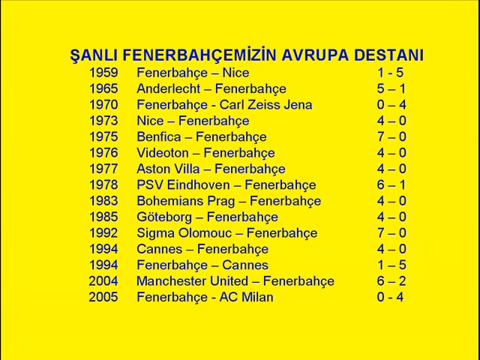 ŞANLI FENERBAHÇEMİZİN AVRUPA DESTANI
1959 Fenerbahçe – Nice 1 - 5
1965 Anderlecht – Fenerbahçe 5 – 1
1970 Fenerbahçe - Carl Zeiss Jena 0 – 4
1973 Nice – Fenerbahçe 4 – 0
1975 Benfica – Fenerbahçe 7 – 0
1976 Videoton – Fenerbahçe 4 – 0
1977 Aston Villa – Fenerbahçe 4 – 0
1978 PSV Eindhoven – Fenerbahçe 6 – 1
1983 Bohemians Prag – Fenerbahçe 4 – 0
1985 Göteborg – Fenerbahçe 4 – 0
1992 Sigma Olomouc – Fenerbahçe 7 – 0
1994 Cannes – Fenerbahçe 4 – 0
1994 Fenerbahçe – Cannes 1 – 5
2004 Manchester United – Fenerbahçe 6 – 2
2005 Fenerbahçe - AC Milan 0 - 4